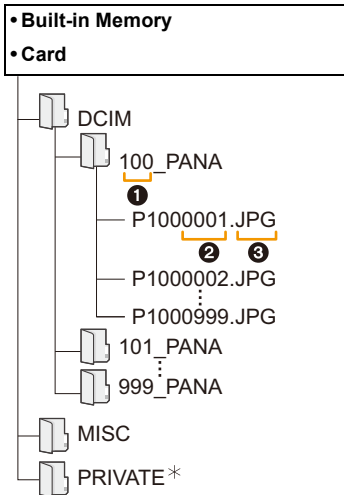 • Built-in Memory
• Card
DCIM
100_PANA
❶
P1000001.JPG
❷ ❸
P1000002.JPG
P1000999.JPG
101_PANA
999_PANA
MISC
PRIVATE＊